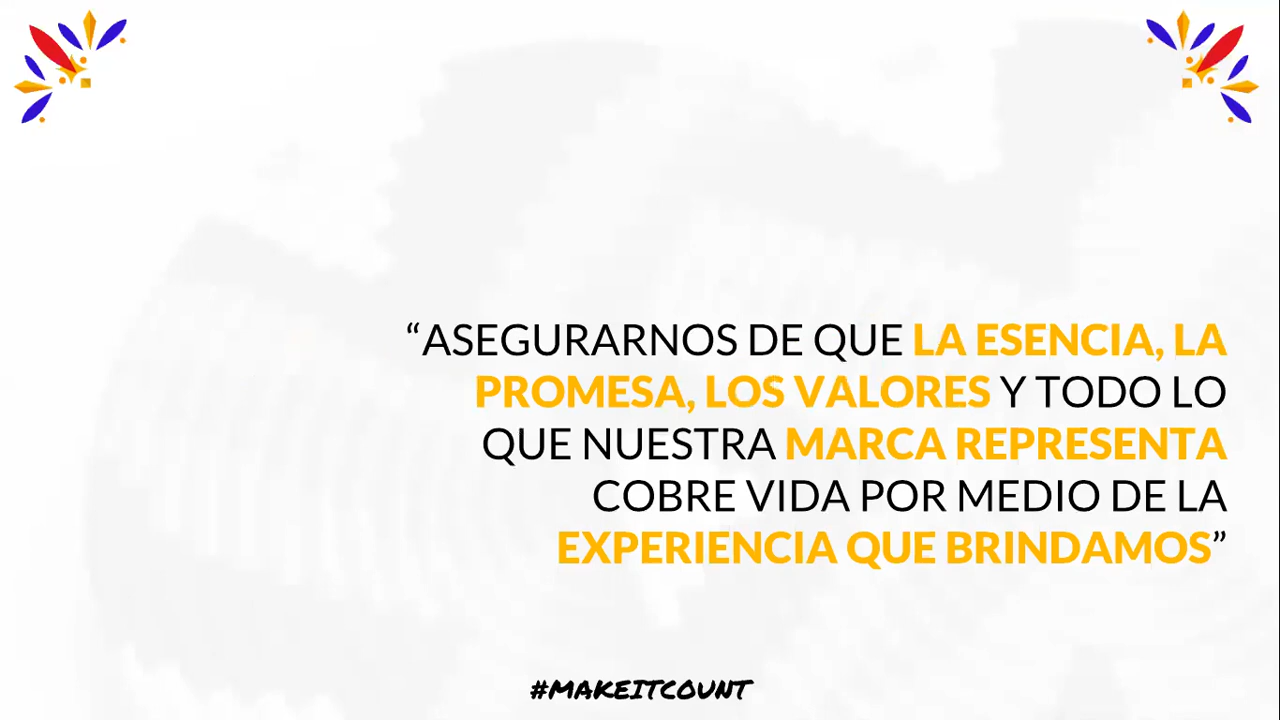 “ASEGURARNOS DE QUE LA ESENCIA, LA
PROMESA, LOS VALORES Y TODO LO
QUE NUESTRA MARCA REPRESENTA
COBRE VIDA POR MEDIO DE LA
EXPERIENCIA QUE BRINDAMOS”
#MAKEITCOUNT